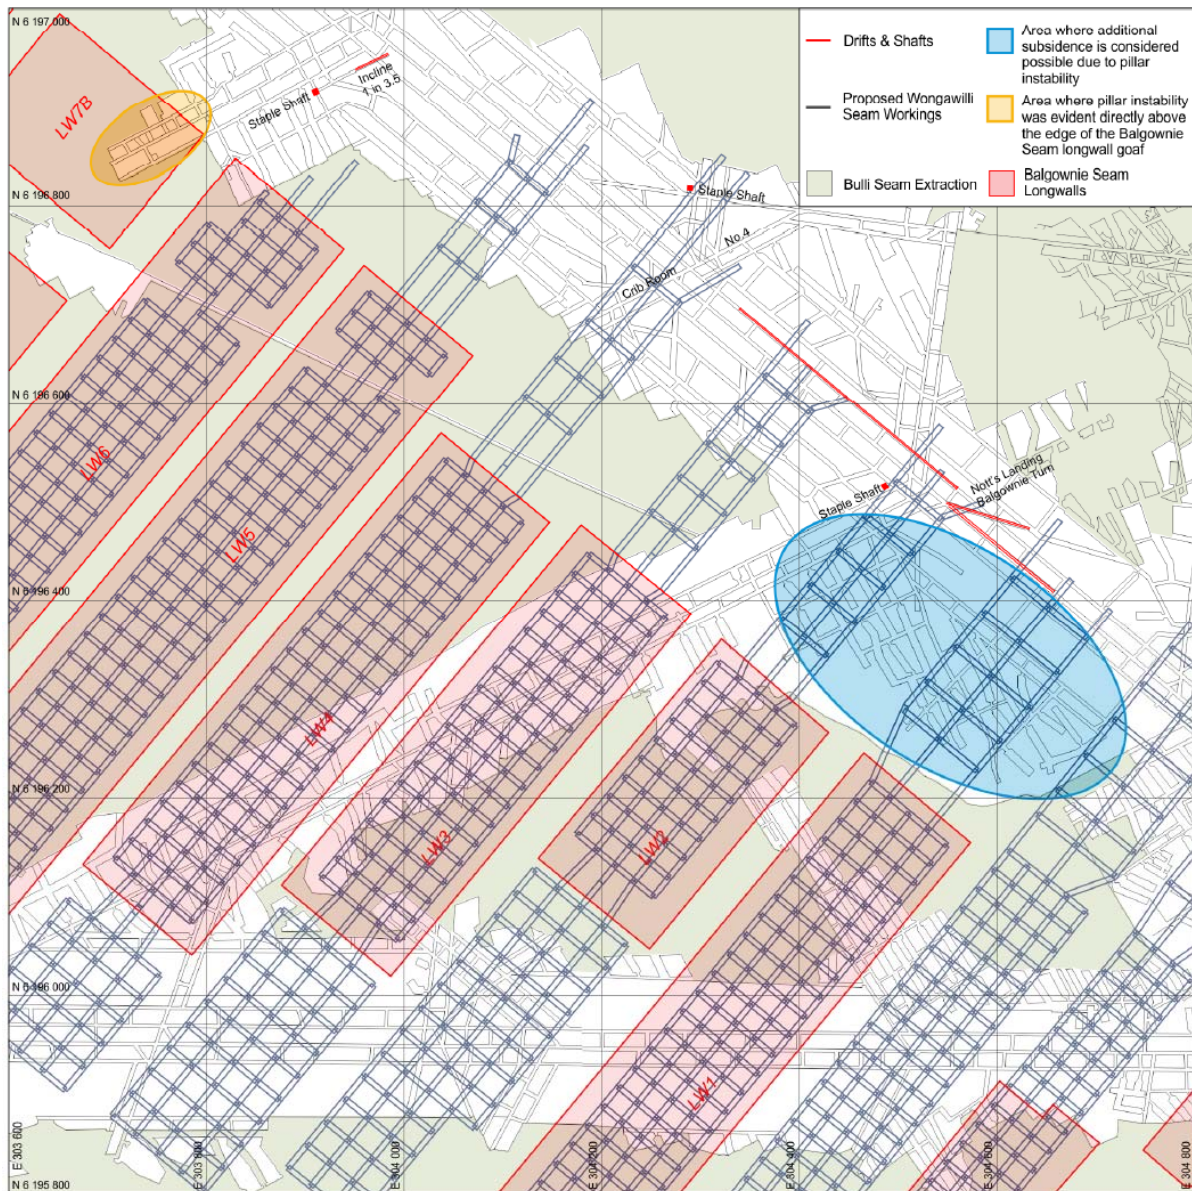 N 6 197 000
Drifts & Shafts
Proposed Wongawilli
Seam Workings
Bulli Seam Extraction
Area where additional
subsidence is considered
possible due to pillar
instability
Area where pillar instability
was evident directly above
the edge of the Balgownie
Seam longwall goaf
Balgownie Seam
Longwalls
LW7B
Incline
1 in 3.5
Staple Shaft
N 6 196 800
Staple Shaft
No.4
Crib Room
N 6 196 600
LW6
LW5
Nott's Landing
Balgownie Turn
Staple Shaft
N 6 196 400
LW4
N 6 196 200
LW3
LW2
N 6 196 000
LW1
E 303 600
E 303 800
E 304 000
E 304 200
E 304 400
E 304 600
E 304 800
N 6 195 800